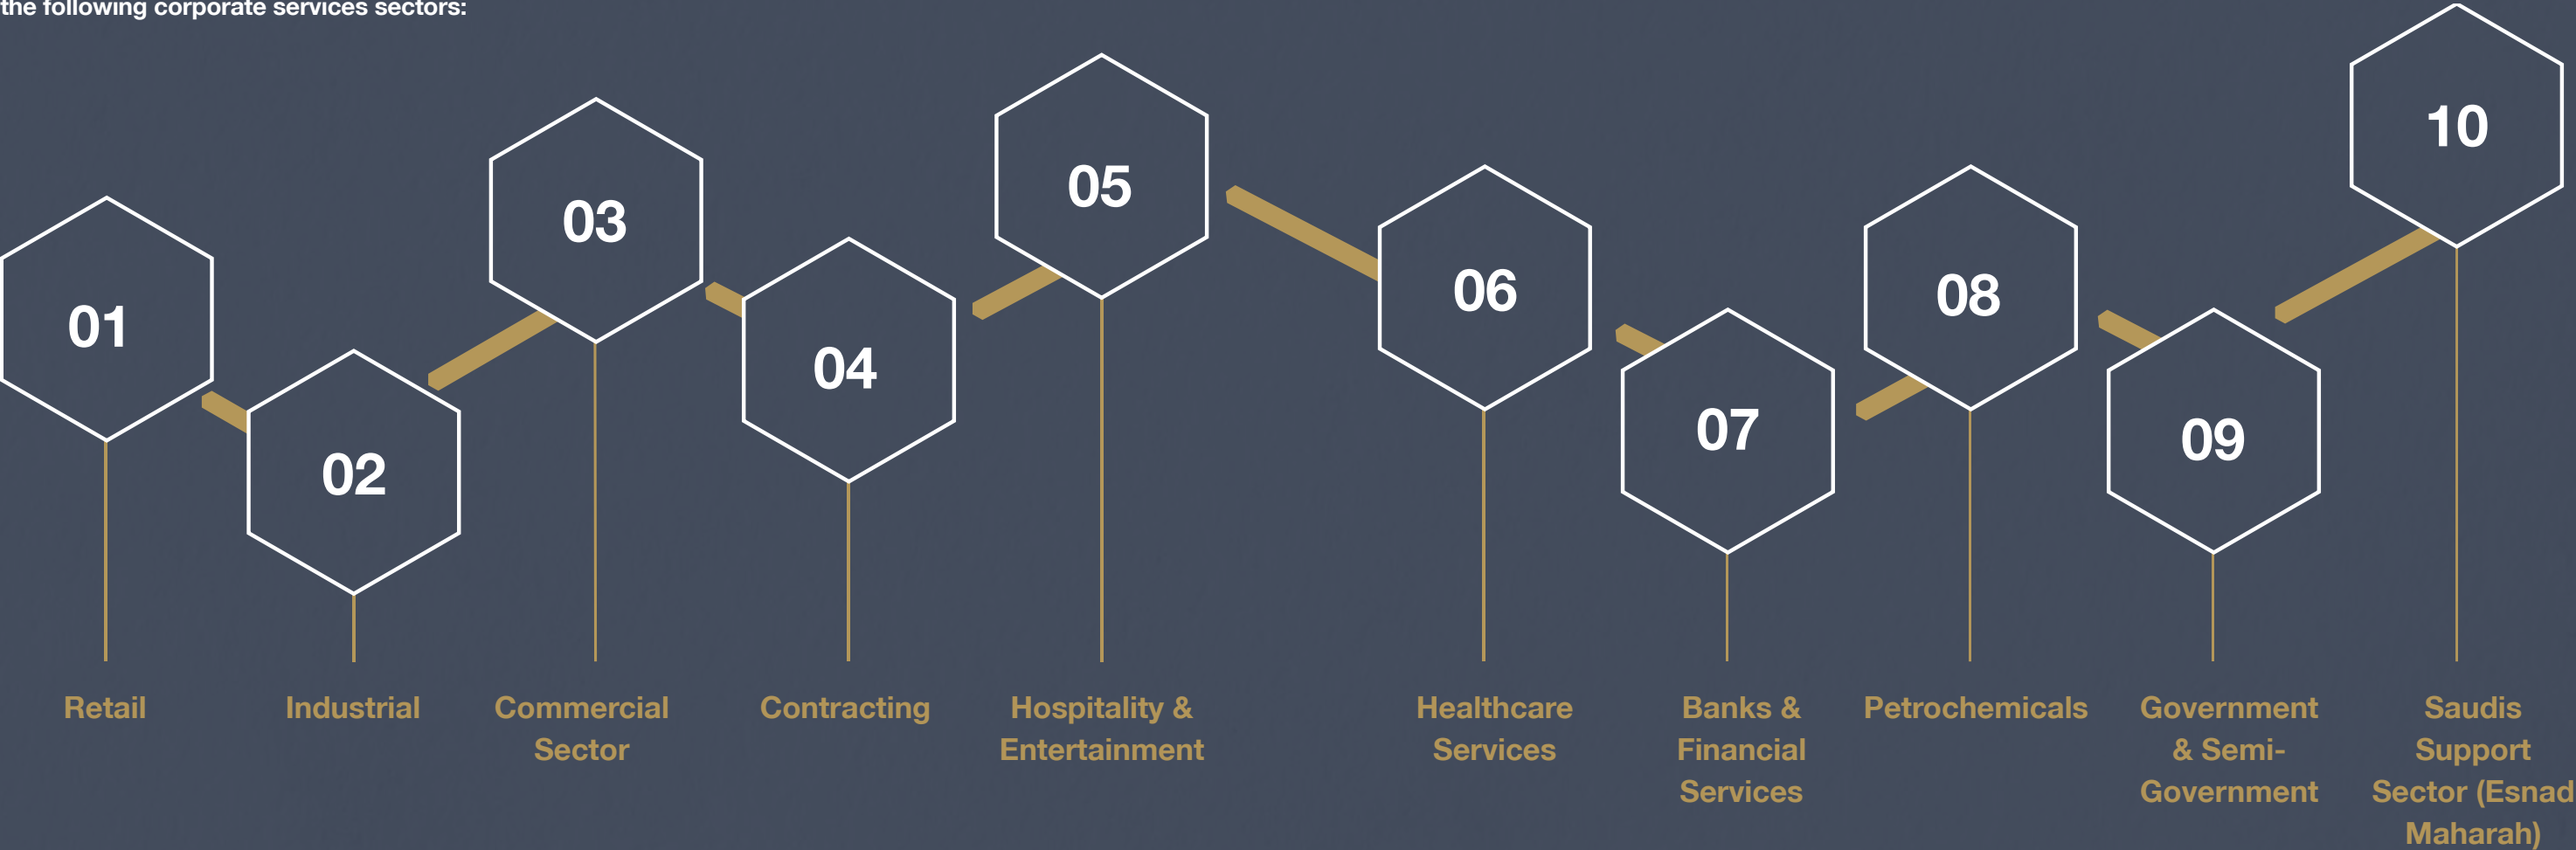 the following corporate services sectors:
01
02
03
04
05
06
07
08
09
10
Retail
Industrial
Commercial
Sector
Contracting
Hospitality &
Entertainment
Healthcare
Services
Banks &
Financial
Services
Petrochemicals
Government
& Semi-
Government
Saudis
Support
Sector (Esnad
Maharah)